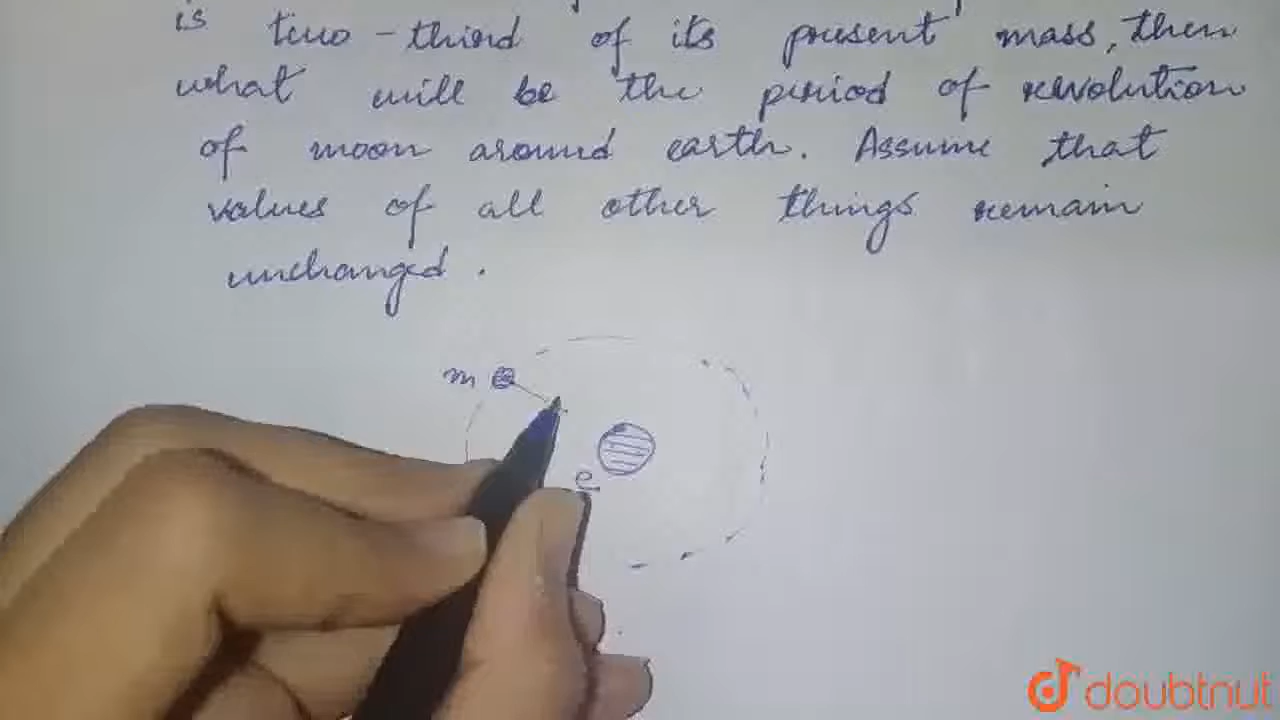 is two-third of its present mass, then
what will be the period of revolution
of moon around earth. Assume that
values of all other things remain
unchanged.
m
e
doubtnut